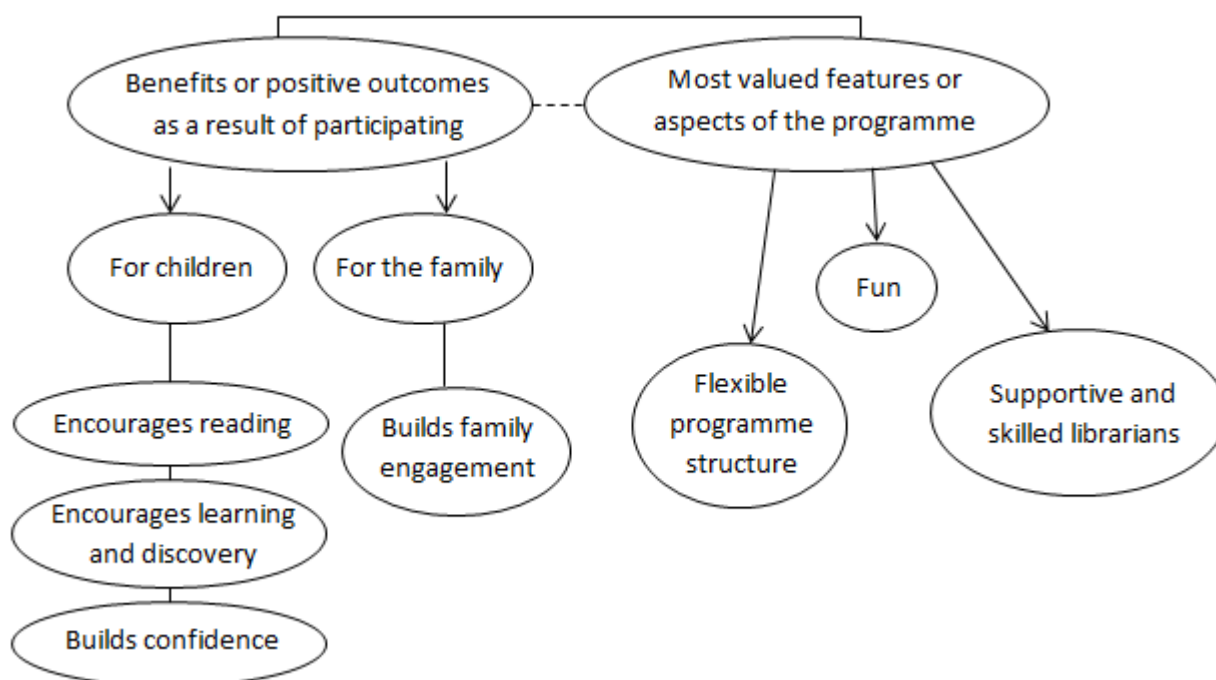 Benefits or positive outcomes
as a result of participating
Most valued features or
aspects of the programme
For children
For the family
Fun
Encourages reading
Builds family
engagement
Flexible
programme
structure
Supportive and
skilled librarians
Encourages learning
and discovery
Builds confidence